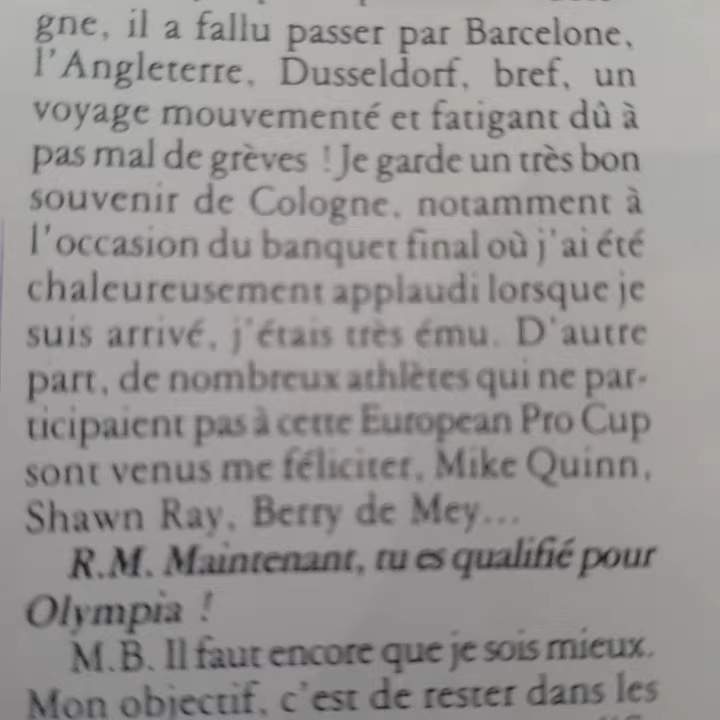 gne, il a fallu passer par Barcelone,
l'Angleterre, Dusseldorf, bref, un
voyage mouvementé et fatigant dû à
pas mal de grèves ! Je garde un très bon
souvenir de Cologne, notamment à
l'occasion du banquet final où j'ai été
chaleureusement applaudi lorsque je
suis arrivé, j'étais très ému. D'autre
part, de nombreux athlètes qui ne par-
ticipaient pas à cette European Pro Cup
sont venus me féliciter, Mike Quinn,
Shawn Ray, Berry de Mey...
R.M. Maintenant, tu es qualifié pour
Olympia !
M.B. Il faut encore que je sois mieux.
Mon objectif, c'est de rester dans les